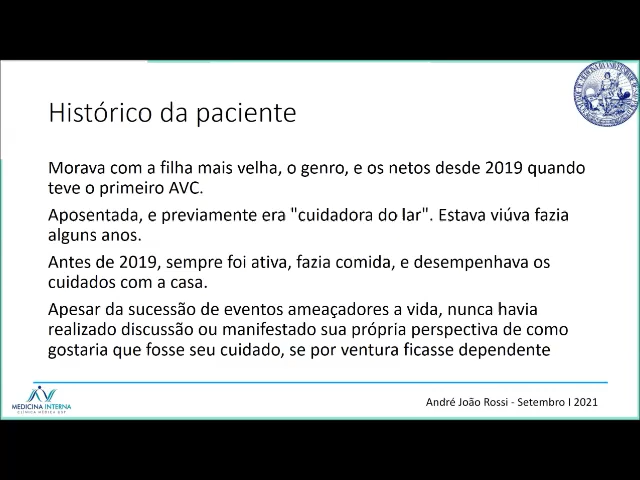 Histórico da paciente
Morava com a filha mais velha, o genro, e os netos desde 2019 quando
teve o primeiro AVC.
Aposentada, e previamente era "cuidadora do lar". Estava viúva fazia
alguns anos.
Antes de 2019, sempre foi ativa, fazia comida, e desempenhava os
cuidados com a casa.
Apesar da sucessão de eventos ameaçadores a vida, nunca havia
realizado discussão ou manifestado sua própria perspectiva de como
gostaria que fosse seu cuidado, se por ventura ficasse dependente
MEDICINA INTERNA
CLÍNICA MÉDICA USP
André João Rossi - Setembro I 2021